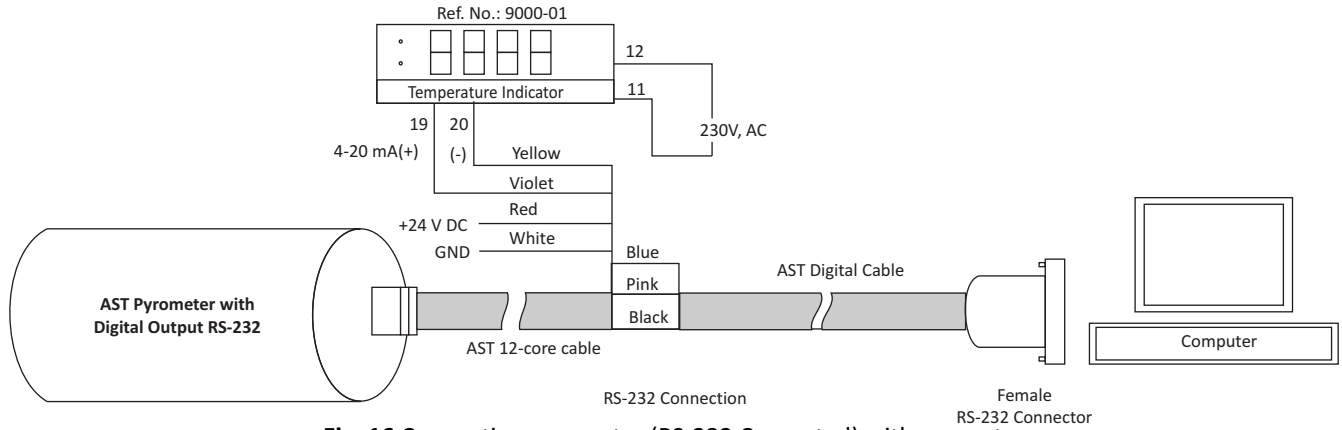 Ref. No.: 9000-01
12
Temperature Indicator
11
19
20
230V, AC
4-20 mA(+)
(-)
Yellow
Violet
Red
+24 V DC
White
GND
Blue
Pink
AST Digital Cable
AST Pyrometer with
Digital Output RS-232
Black
Computer
AST 12-core cable
RS-232 Connection
Female
RS-232 Connector